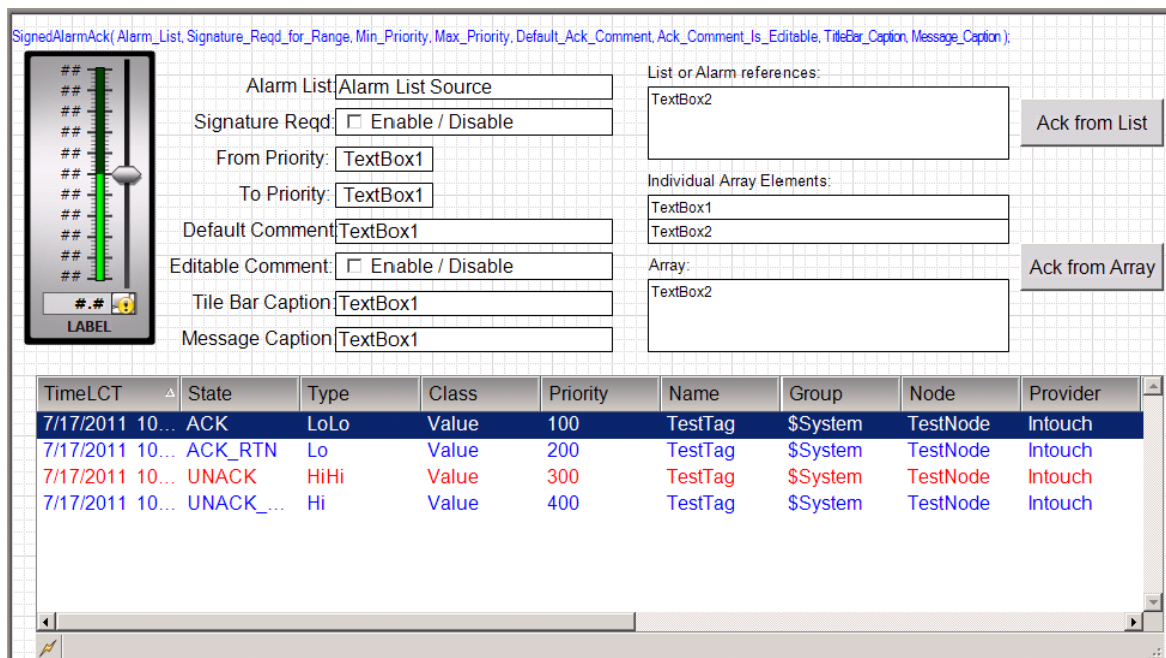 SignedAlarmAck( Alarm_List, Signature_Reqd_for_Range, Min_Priority, Max_Priority, Default_Ack_Comment, Ack_Comment_Is_Editable, TitleBar_Caption, Message_Caption );
##
##
##
##
##
##
##
##
##
##
##
#.#
LABEL
Alarm List: Alarm List Source
Signature Reqd: Enable / Disable
From Priority: TextBox1
To Priority: TextBox1
Default Comment TextBox1
Editable Comment: Enable / Disable
Tile Bar Caption: TextBox1
Message Caption: TextBox1
List or Alarm references:
TextBox2
Individual Array Elements:
TextBox1
TextBox2
Array:
TextBox2
Ack from List
Ack from Array
TimeLCT State Type Class Priority Name Group Node Provider
7/17/2011 10... ACK LoLo Value 100 TestTag $System TestNode Intouch
7/17/2011 10... ACK_RTN Lo Value 200 TestTag $System TestNode Intouch
7/17/2011 10... UNACK HiHi Value 300 TestTag $System TestNode Intouch
7/17/2011 10... UNACK_... Hi Value 400 TestTag $System TestNode Intouch